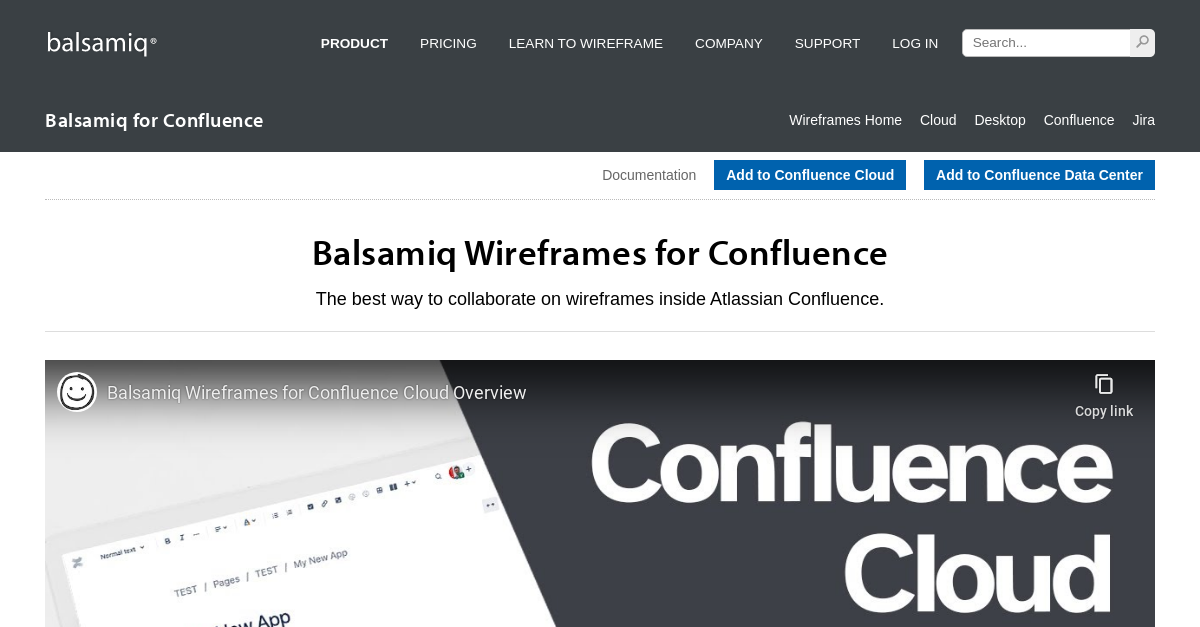 balsamiq®
PRODUCT PRICING LEARN TO WIREFRAME COMPANY SUPPORT LOG IN Search...
Balsamiq for Confluence
Wireframes Home Cloud Desktop Confluence Jira
Documentation Add to Confluence Cloud Add to Confluence Data Center
Balsamiq Wireframes for Confluence
The best way to collaborate on wireframes inside Atlassian Confluence.
Balsamiq Wireframes for Confluence Cloud Overview
Copy link
Confluence
Cloud
Normal text B I
TEST / Pages / TEST / My New App
New App